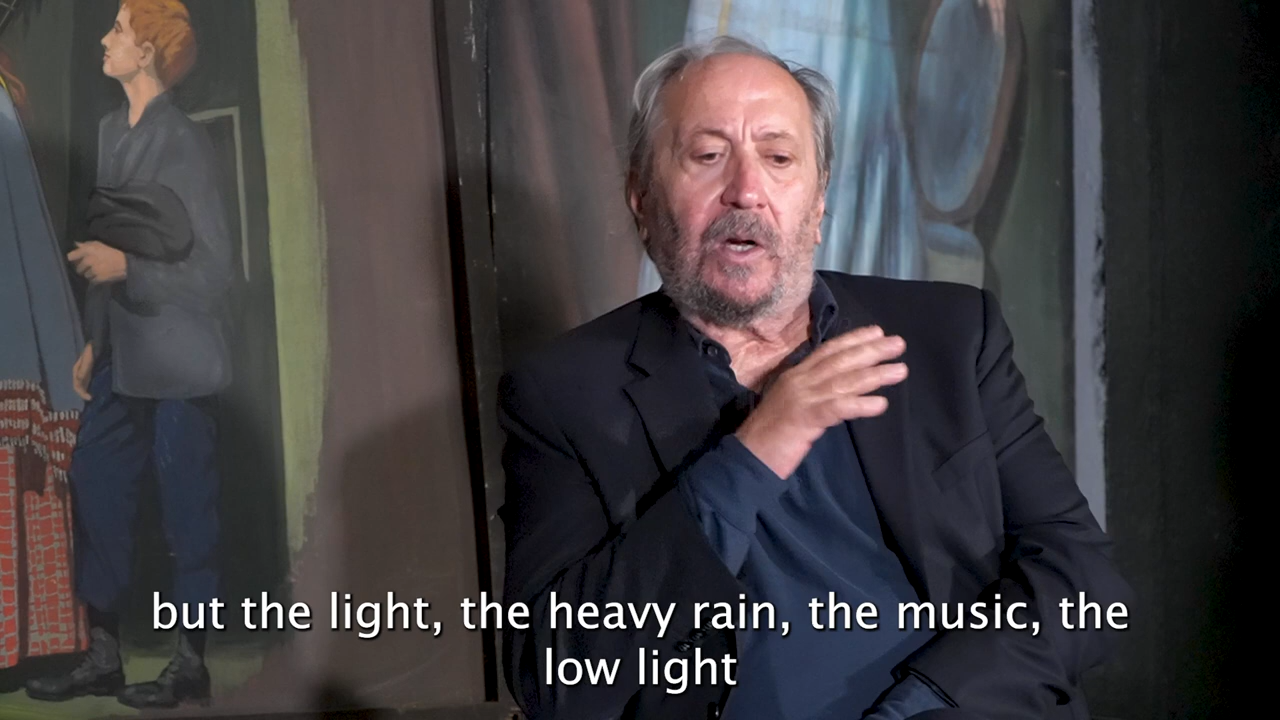 but the light, the heavy rain, the music, the
low light